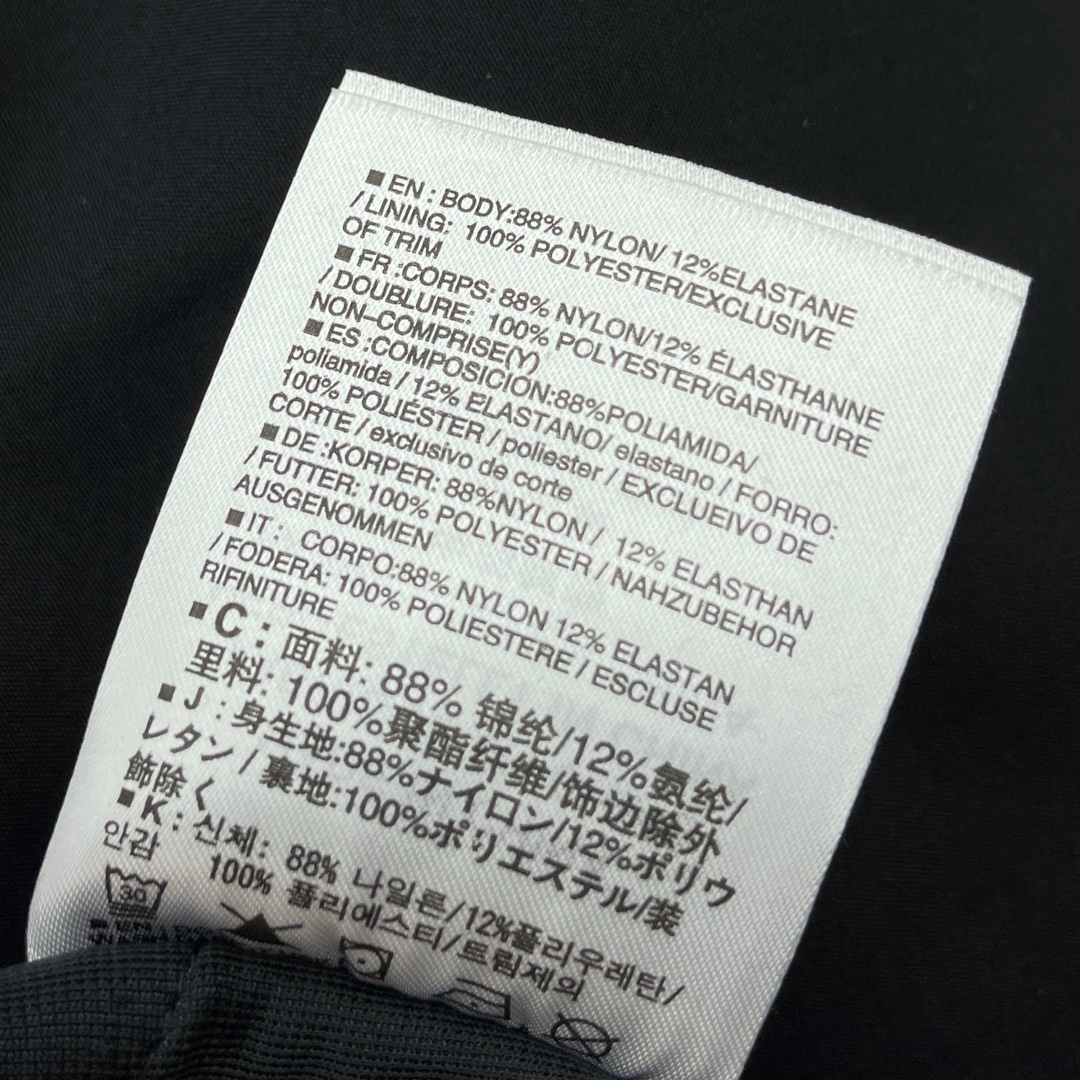 ■ EN : BODY:88% NYLON/ 12%ELASTANE
/ LINING: 100% POLYESTER/EXCLUSIVE
OF TRIM
■ FR :CORPS: 88% NYLON/12% ÉLASTHANNE
/ DOUBLURE: 100% POLYESTER/GARNITURE
NON-COMPRISE(Y)
■ ES :COMPOSICIÓN:88%POLIAMIDA/
poliamida / 12% ELASTANO/ elastano / FORRO:
100% POLIÉSTER / poliester / EXCLUEIVO DE
CORTE / exclusivo de corte
■ DE :KORPER: 88%NYLON / 12% ELASTHAN
/ FUTTER: 100% POLYESTER / NAHZUBEHOR
AUSGENOMMEN
■ IT : CORPO:88% NYLON 12% ELASTAN
/ FODERA: 100% POLIESTERE / ESCLUSE
RIFINITURE
■ C : 面料: 88% 锦纶/12%氨纶/
里料: 100%聚酯纤维/饰边除外
■ J : 身生地:88%ナイロン/12%ポリウ
レタン / 裏地:100%ポリエステル/装
飾除く
■ K : 신체: 88% 나일론/12%폴리우레탄/
안감 100% 폴리에스티/트림제의
30